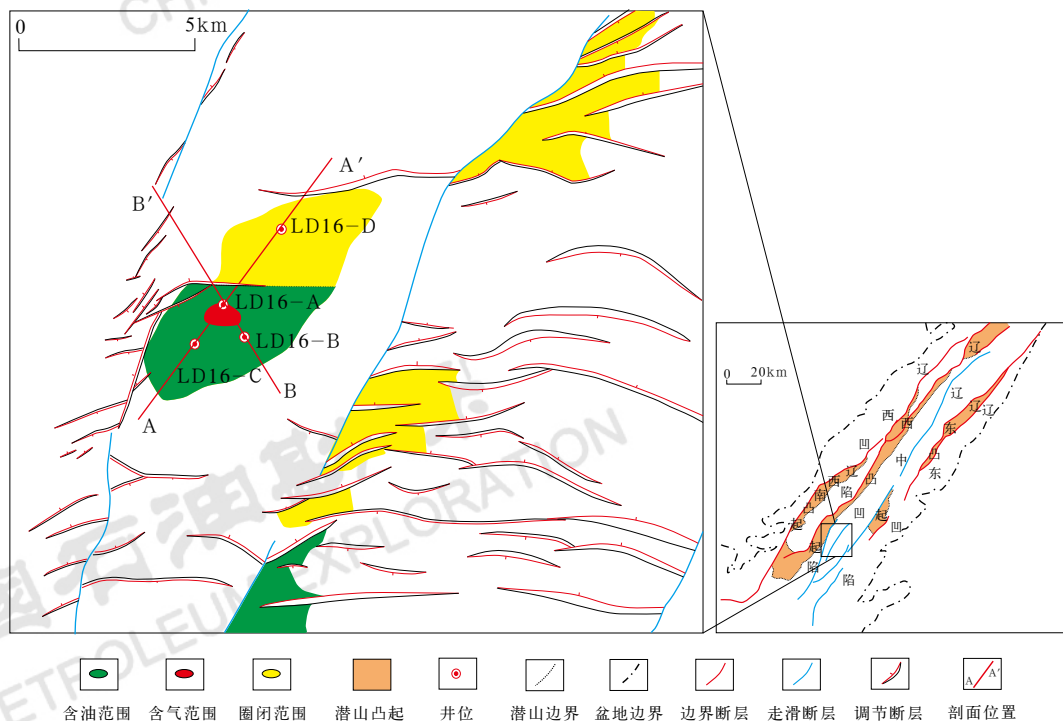 0 5km
A′
B′
LD16-D
LD16-A
LD16-B
LD16-C
B
A
0 20km
辽
辽
辽
辽
西
西
东
凹
中
凸
辽
西
陷
凸
东
南
凸
凹
起
起
起
凹
陷
陷
含油范围 含气范围 圈闭范围 潜山凸起 井位 潜山边界 盆地边界 边界断层 走滑断层 调节断层 剖面位置
A A′
PETROLEUM EXPLORATION